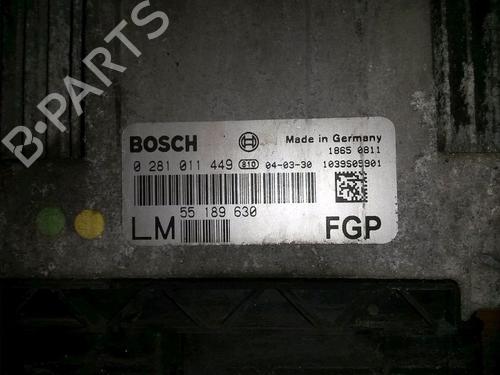 B-PARTS
BOSCH
Made in Germany
1865 0811
0 281 011 449 810 04-03-30 1039S05901
55 189 630
LM
FGP